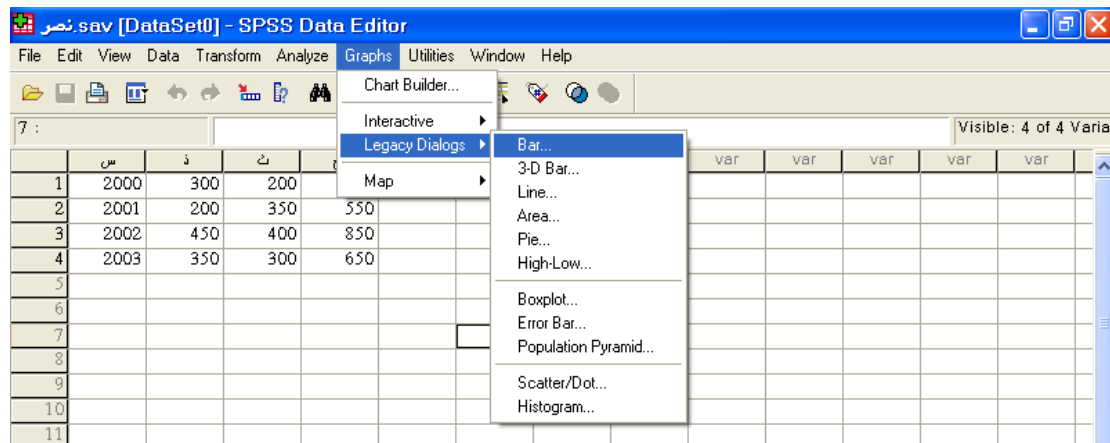 نصر.sav [DataSet0] - SPSS Data Editor
File Edit View Data Transform Analyze Graphs Utilities Window Help
7 :
Visible: 4 of 4 Varia
Chart Builder...
Interactive
Legacy Dialogs
Map
Bar...
3-D Bar...
Line...
Area...
Pie...
High-Low...
Boxplot...
Error Bar...
Population Pyramid...
Scatter/Dot...
Histogram...
س ذ ث var var var var var
1 2000 300 200
2 2001 200 350 550
3 2002 450 400 850
4 2003 350 300 650
5
6
7
8
9
10
11